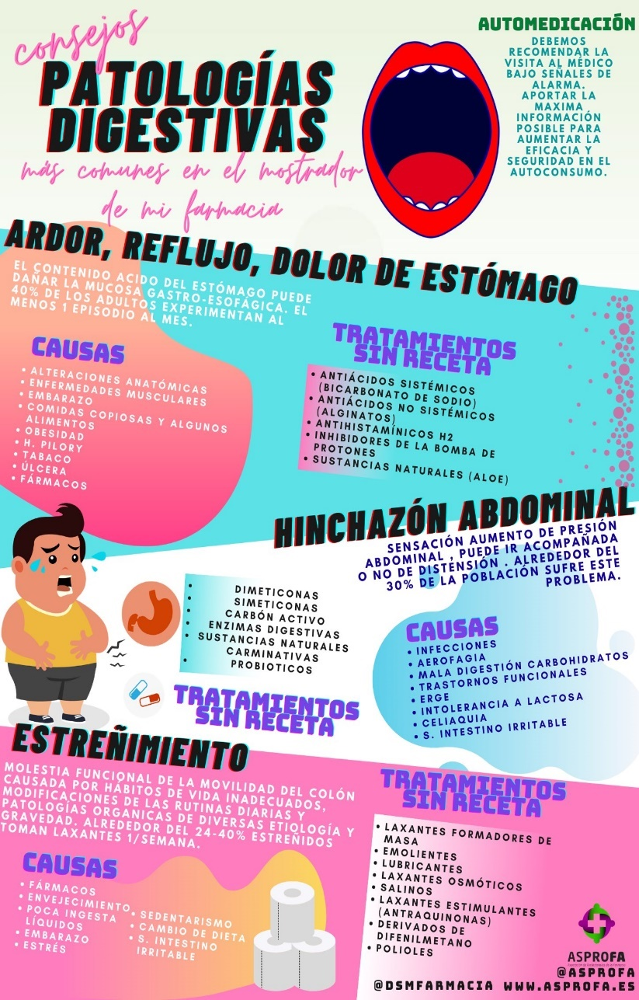 consejos
PATOLOGÍAS
DIGESTIVAS
más comunes en el mostrador
de mi farmacia
AUTOMEDICACIÓN
DEBEMOS
RECOMENDAR LA
VISITA AL MÉDICO
BAJO SEÑALES DE
ALARMA.
APORTAR LA
MAXIMA
INFORMACIÓN
POSIBLE PARA
AUMENTAR LA
EFICACIA Y
SEGURIDAD EN EL
AUTOCONSUMO.
ARDOR, REFLUJO, DOLOR DE ESTÓMAGO
EL CONTENIDO ACIDO DEL ESTÓMAGO PUEDE
DAÑAR LA MUCOSA GASTRO-ESOFÁGICA. EL
40% DE LOS ADULTOS EXPERIMENTAN AL
MENOS 1 EPISODIO AL MES.
CAUSAS
• ALTERACIONES ANATÓMICAS
• ENFERMEDADES MUSCULARES
• EMBARAZO
• COMIDAS COPIOSAS Y ALGUNOS
ALIMENTOS
• OBESIDAD
• H. PILORY
• TABACO
• ÚLCERA
• FÁRMACOS
TRATAMIENTOS
SIN RECETA
• ANTIÁCIDOS SISTÉMICOS
(BICARBONATO DE SODIO)
• ANTIÁCIDOS NO SISTÉMICOS
(ALGINATOS)
• ANTIHISTAMÍNICOS H2
• INHIBIDORES DE LA BOMBA DE
PROTONES
• SUSTANCIAS NATURALES (ALOE)
HINCHAZÓN ABDOMINAL
SENSACIÓN AUMENTO DE PRESIÓN
ABDOMINAL , PUEDE IR ACOMPAÑADA
O NO DE DISTENSIÓN . ALREDEDOR DEL
30% DE LA POBLACIÓN SUFRE ESTE
PROBLEMA.
• DIMETICONAS
• SIMETICONAS
• CARBÓN ACTIVO
• ENZIMAS DIGESTIVAS
• SUSTANCIAS NATURALES
CARMINATIVAS
• PROBIOTICOS
TRATAMIENTOS
SIN RECETA
CAUSAS
• INFECCIONES
• AEROFAGIA
• MALA DIGESTIÓN CARBOHIDRATOS
• TRASTORNOS FUNCIONALES
• ERGE
• INTOLERANCIA A LACTOSA
• CELIAQUIA
• S. INTESTINO IRRITABLE
ESTREÑIMIENTO
MOLESTIA FUNCIONAL DE LA MOVILIDAD DEL COLÓN
CAUSADA POR HÁBITOS DE VIDA INADECUADOS,
MODIFICACIONES DE LAS RUTINAS DIARIAS Y
PATOLOGÍAS ORGANICAS DE DIVERSAS ETIOLOGÍA Y
GRAVEDAD. ALREDEDOR DEL 24-40% ESTREÑIDOS
TOMAN LAXANTES 1/SEMANA.
CAUSAS
• FÁRMACOS
• ENVEJECIMIENTO
• POCA INGESTA
LÍQUIDOS
• EMBARAZO
• ESTRÉS
• SEDENTARISMO
• CAMBIO DE DIETA
• S. INTESTINO
IRRITABLE
TRATAMIENTOS
SIN RECETA
• LAXANTES FORMADORES DE
MASA
• EMOLIENTES
• LUBRICANTES
• LAXANTES OSMÓTICOS
• SALINOS
• LAXANTES ESTIMULANTES
(ANTRAQUINONAS)
• DERIVADOS DE
DIFENILMETANO
• POLIOLES
ASPROFA
@ASPROFA
@DSMFARMACIA WWW.ASPROFA.ES